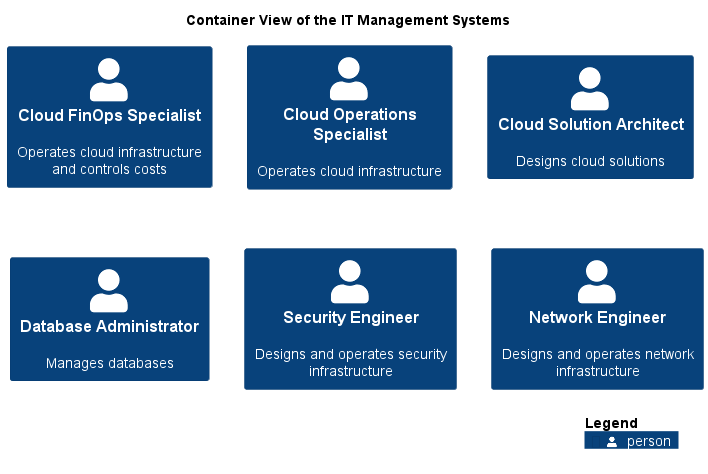 Container View of the IT Management Systems
Cloud FinOps Specialist
Operates cloud infrastructure
and controls costs
Cloud Operations
Specialist
Operates cloud infrastructure
Cloud Solution Architect
Designs cloud solutions
Database Administrator
Manages databases
Security Engineer
Designs and operates security
infrastructure
Network Engineer
Designs and operates network
infrastructure
Legend
person